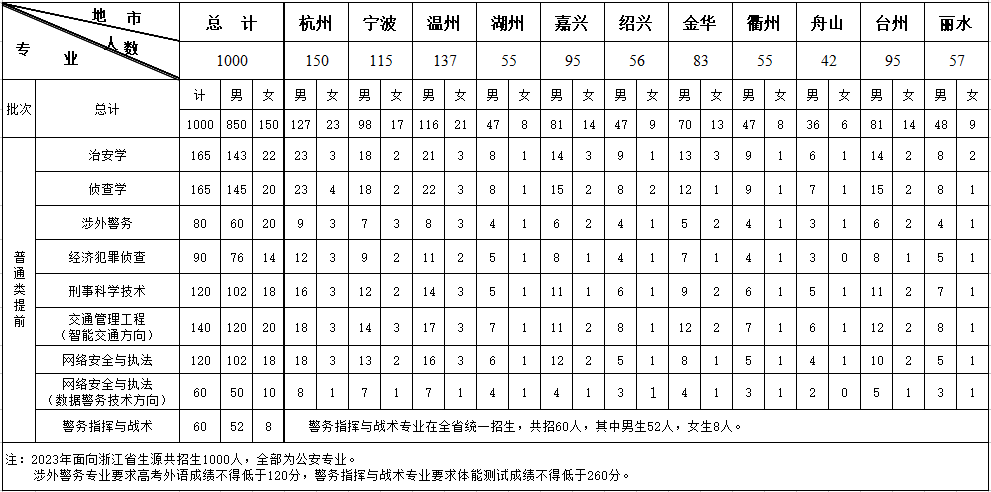 地 市
人 数
专 业
总 计 杭州 宁波 温州 湖州 嘉兴 绍兴 金华 衢州 舟山 台州 丽水
1000 150 115 137 55 95 56 83 55 42 95 57
批次 总计 计 男 女 男 女 男 女 男 女 男 女 男 女 男 女 男 女 男 女 男 女 男 女 男 女
1000 850 150 127 23 98 17 116 21 47 8 81 14 47 9 70 13 47 8 36 6 81 14 48 9
普通类提前
治安学 165 143 22 23 3 18 2 21 3 8 1 14 3 9 1 13 3 9 1 6 1 14 2 8 2
侦查学 165 145 20 23 4 18 2 22 3 8 1 15 2 8 2 12 1 9 1 7 1 15 2 8 1
涉外警务 80 60 20 9 3 7 3 8 3 4 1 6 2 4 1 5 2 4 1 3 1 6 2 4 1
经济犯罪侦查 90 76 14 12 3 9 2 11 2 5 1 8 1 4 1 7 1 4 1 3 0 8 1 5 1
刑事科学技术 120 102 18 16 3 12 2 14 3 5 1 11 1 6 1 9 2 6 1 5 1 11 2 7 1
交通管理工程
（智能交通方向） 140 120 20 18 3 14 3 17 3 7 1 11 2 8 1 12 2 7 1 6 1 12 2 8 1
网络安全与执法 120 102 18 18 3 13 2 16 3 6 1 12 2 5 1 8 1 5 1 4 1 10 2 5 1
网络安全与执法
（数据警务技术方向） 60 50 10 8 1 7 1 7 1 4 1 4 1 3 1 4 1 3 1 2 0 5 1 3 1
警务指挥与战术 60 52 8 警务指挥与战术专业在全省统一招生，共招60人，其中男生52人，女生8人。
注：2023年面向浙江省生源共招生1000人，全部为公安专业。
涉外警务专业要求高考外语成绩不得低于120分，警务指挥与战术专业要求体能测试成绩不得低于260分。